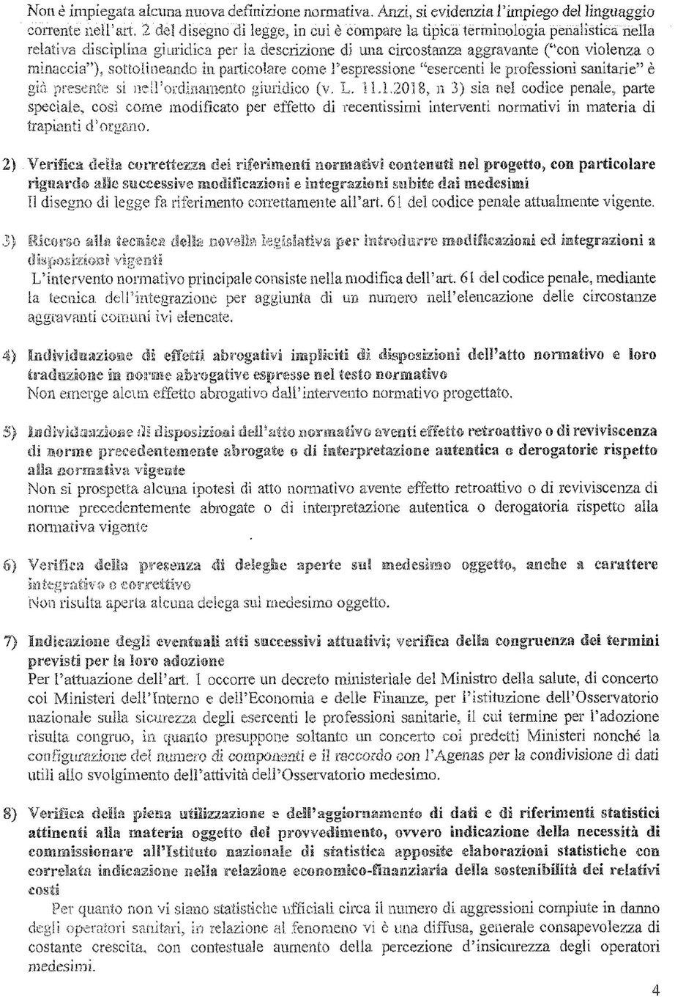 Non è impiegata alcuna nuova definizione normativa. Anzi, si evidenzia l'impiego del linguaggio
corrente nell'art. 2 del disegno di legge, in cui è compare la tipica terminologia penalistica nella
relativa disciplina giuridica per la descrizione di una circostanza aggravante ("con violenza o
minaccia"), sottolineando in particolare come l'espressione "esercenti le professioni sanitarie" è
già presente si nell'ordinamento giuridico (v. L. 11.1.2018, n 3) sia nel codice penale, parte
speciale, così come modificato per effetto di recentissimi interventi normativi in materia di
trapianti d'organo.
2) Verifica della correttezza dei riferimenti normativi contenuti nel progetto, con particolare
riguardo alle successive modificazioni e integrazioni subite dai medesimi
Il disegno di legge fa riferimento correttamente all'art. 61 del codice penale attualmente vigente.
3) Ricorso alla tecnica della novella legislativa per introdurre modificazioni ed integrazioni a
disposizioni vigenti
L'intervento normativo principale consiste nella modifica dell'art. 61 del codice penale, mediante
la tecnica dell'integrazione per aggiunta di un numero nell'elencazione delle circostanze
aggravanti comuni ivi elencate.
4) Individuazione di effetti abrogativi impliciti di disposizioni dell'atto normativo e loro
traduzione in norme abrogative espresse nel testo normativo
Non emerge alcun effetto abrogativo dall'intervento normativo progettato.
5) Individuazione di disposizioni dell'atto normativo aventi effetto retroattivo o di reviviscenza
di norme precedentemente abrogate o di interpretazione autentica o derogatorie rispetto
alla normativa vigente
Non si prospetta alcuna ipotesi di atto normativo avente effetto retroattivo o di reviviscenza di
norme precedentemente abrogate o di interpretazione autentica o derogatoria rispetto alla
normativa vigente
6) Verifica della presenza di deleghe aperte sul medesimo oggetto, anche a carattere
integrativo o correttivo
Non risulta aperta alcuna delega sul medesimo oggetto.
7) Indicazione degli eventuali atti successivi attuativi; verifica della congruenza dei termini
previsti per la loro adozione
Per l'attuazione dell'art. 1 occorre un decreto ministeriale del Ministro della salute, di concerto
coi Ministeri dell'Interno e dell'Economia e delle Finanze, per l'istituzione dell'Osservatorio
nazionale sulla sicurezza degli esercenti le professioni sanitarie, il cui termine per l'adozione
risulta congruo, in quanto presuppone soltanto un concerto coi predetti Ministeri nonché la
configurazione del numero di componenti e il raccordo con l'Agenas per la condivisione di dati
utili allo svolgimento dell'attività dell'Osservatorio medesimo.
8) Verifica della piena utilizzazione e dell'aggiornamento di dati e di riferimenti statistici
attinenti alla materia oggetto del provvedimento, ovvero indicazione della necessità di
commissionare all'Istituto nazionale di statistica apposite elaborazioni statistiche con
correlata indicazione nella relazione economico-finanziaria della sostenibilità dei relativi
costi
Per quanto non vi siano statistiche ufficiali circa il numero di aggressioni compiute in danno
degli operatori sanitari, in relazione al fenomeno vi è una diffusa, generale consapevolezza di
costante crescita, con contestuale aumento della percezione d'insicurezza degli operatori
medesimi.
4